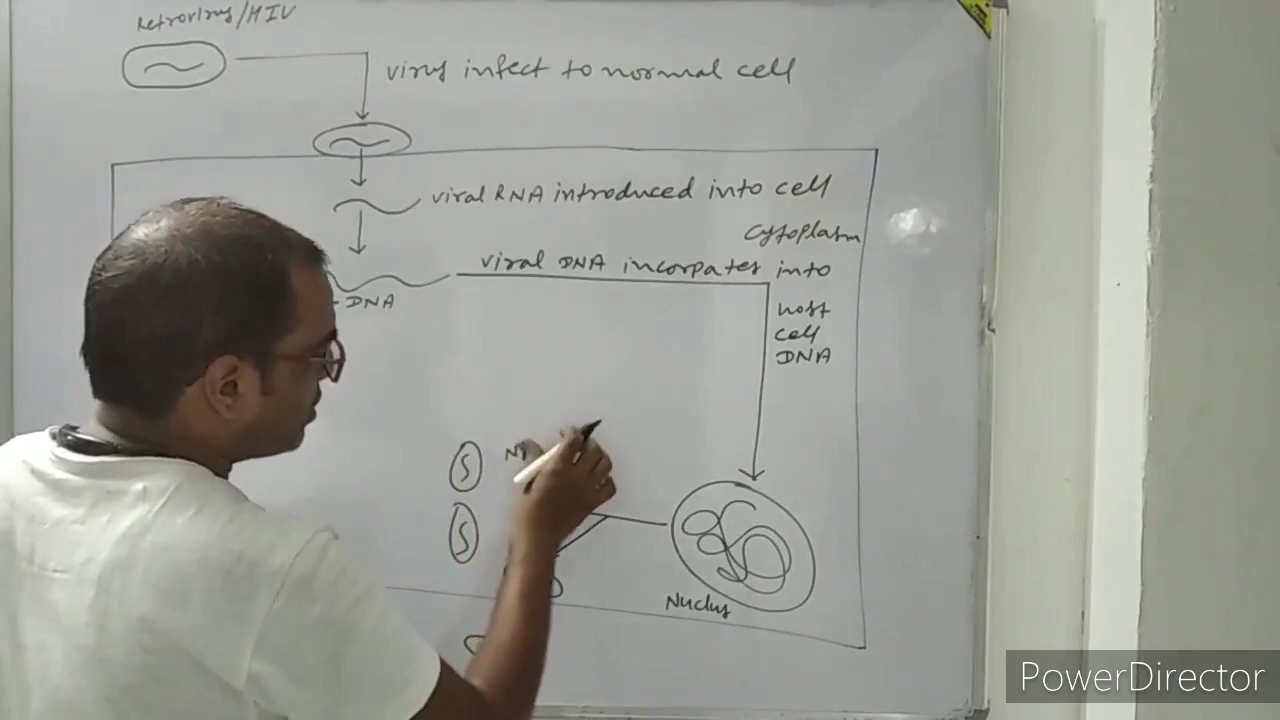 Retrovirus/HIV
virus infect to normal cell
viral RNA introduced into cell
Cytoplasm
viral DNA incorpates into
host
cell
DNA
DNA
S
S
Nuclus
PowerDirector